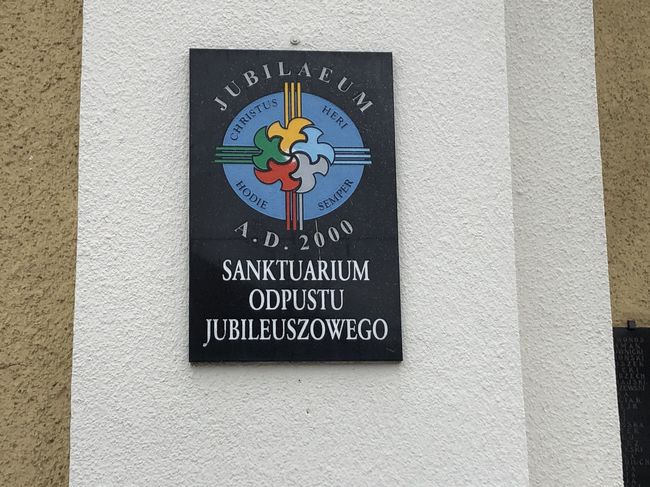 JUBILAEUM
CHRISTUS HERI
HODIE SEMPER
A.D. 2000
SANKTUARIUM
ODPUSTU
JUBILEUSZOWEGO